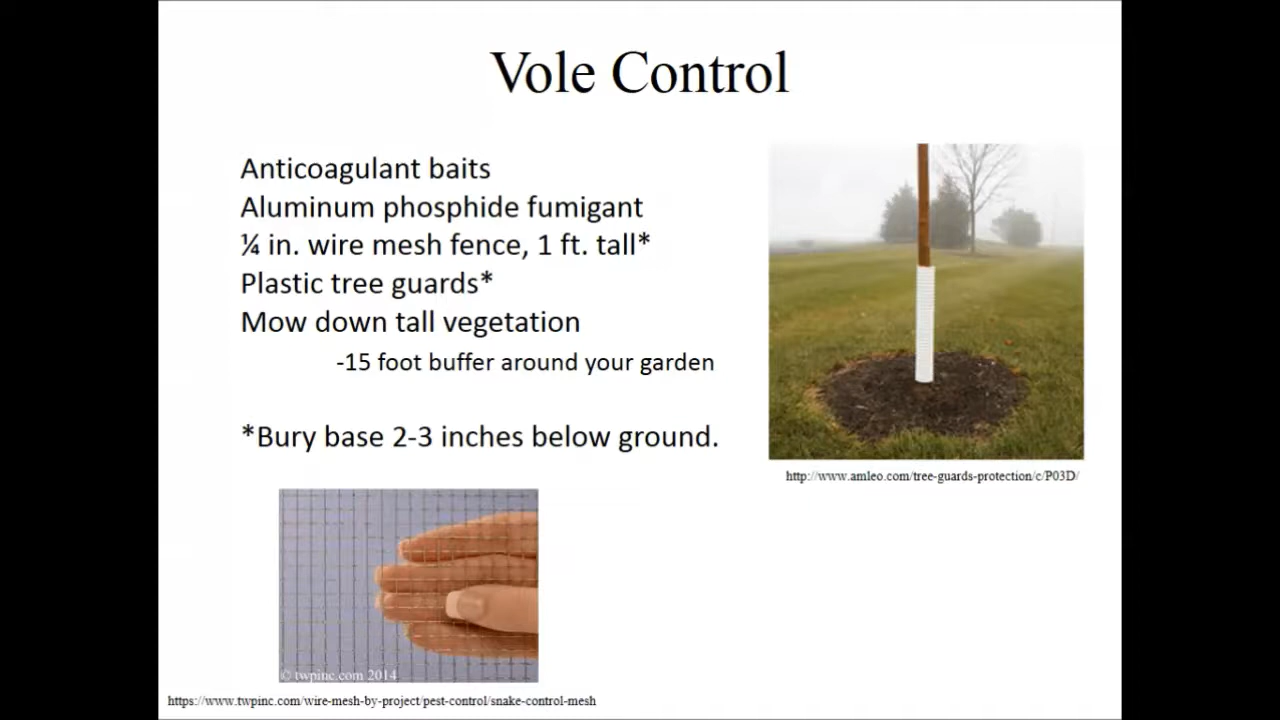 Vole Control
Anticoagulant baits
Aluminum phosphide fumigant
¼ in. wire mesh fence, 1 ft. tall*
Plastic tree guards*
Mow down tall vegetation
-15 foot buffer around your garden
*Bury base 2-3 inches below ground.
http://www.amleo.com/tree-guards-protection/c/P03D/
© twpinc.com 2014
https://www.twpinc.com/wire-mesh-by-project/pest-control/snake-control-mesh